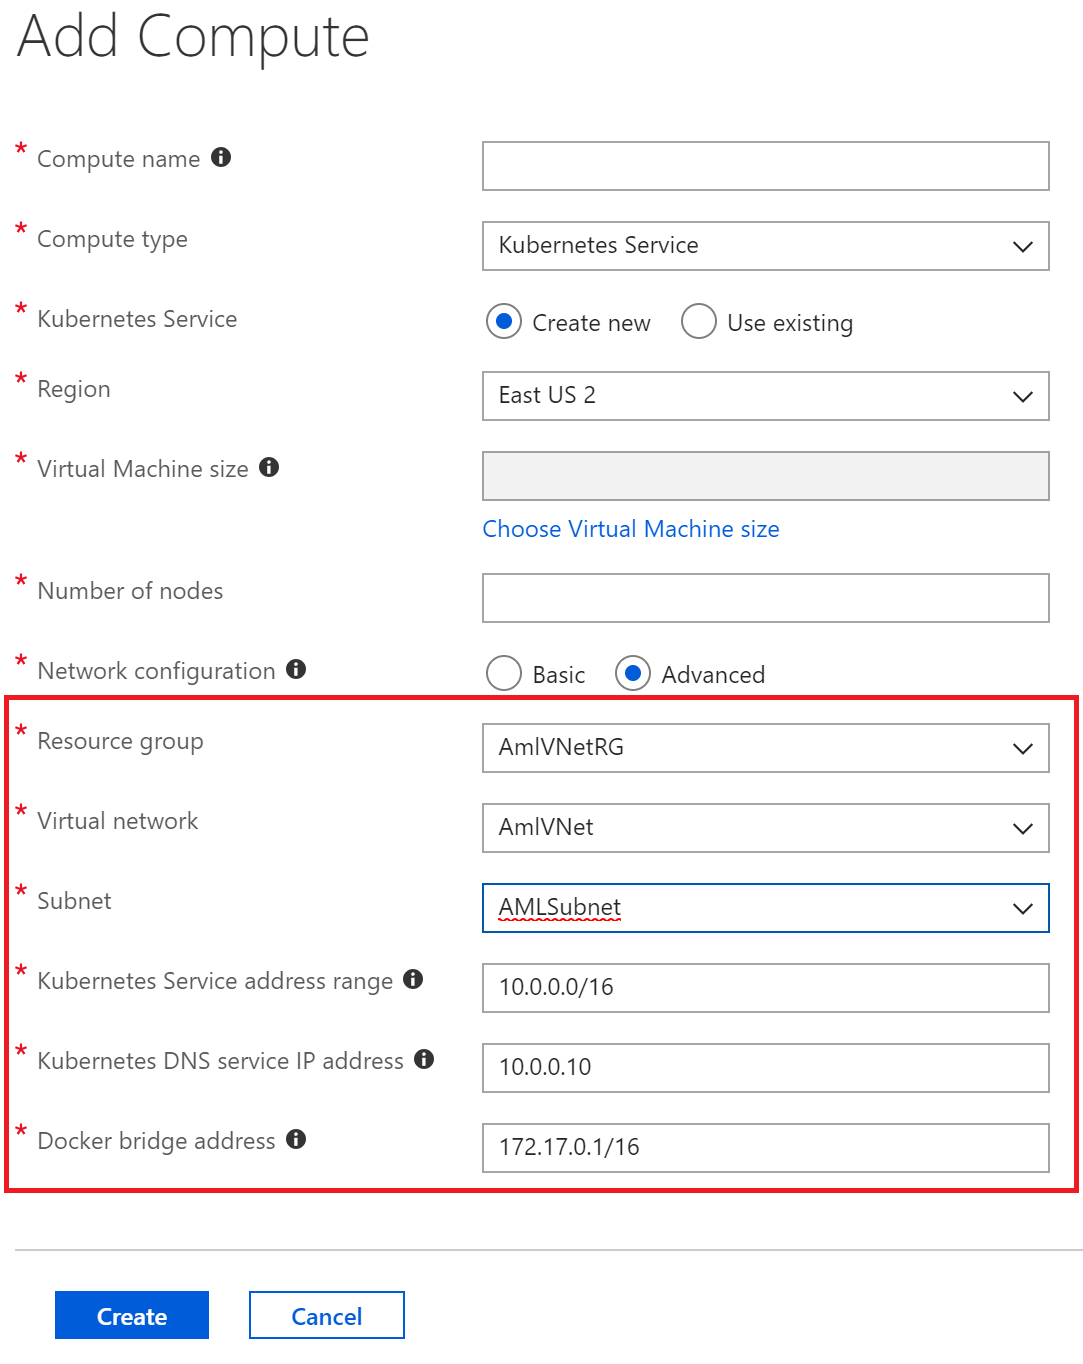 Add Compute
* Compute name
* Compute type Kubernetes Service
* Kubernetes Service Create new Use existing
* Region East US 2
* Virtual Machine size
Choose Virtual Machine size
* Number of nodes
* Network configuration Basic Advanced
* Resource group AmlVNetRG
* Virtual network AmlVNet
* Subnet AMLSubnet
* Kubernetes Service address range 10.0.0.0/16
* Kubernetes DNS service IP address 10.0.0.10
* Docker bridge address 172.17.0.1/16
Create Cancel